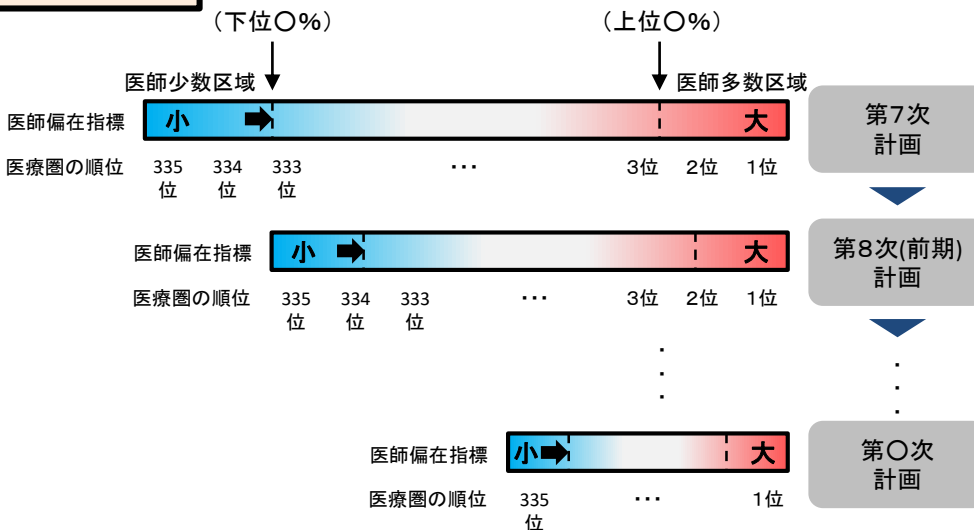 （下位〇%）
（上位〇%）
医師少数区域
医師多数区域
医師偏在指標
小
大
医療圏の順位
335
位
334
位
333
位
…
3位
2位
1位
第7次
計画
医師偏在指標
小
大
医療圏の順位
335
位
334
位
333
位
…
3位
2位
1位
第8次(前期)
計画
医師偏在指標
小
大
医療圏の順位
335
位
…
1位
第〇次
計画